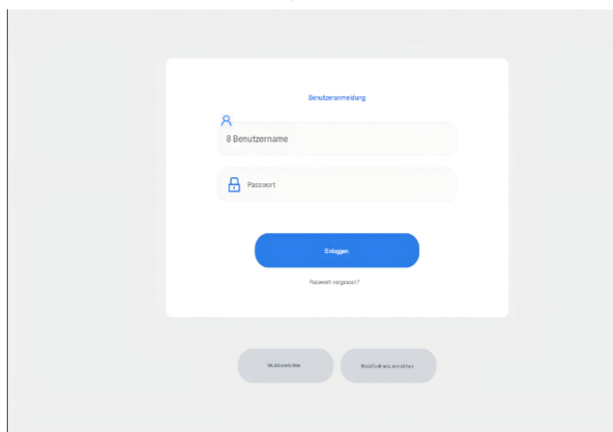 Benutzeranmeldung
8 Benutzername
Passwort
Einloggen
Passwort vergessen?